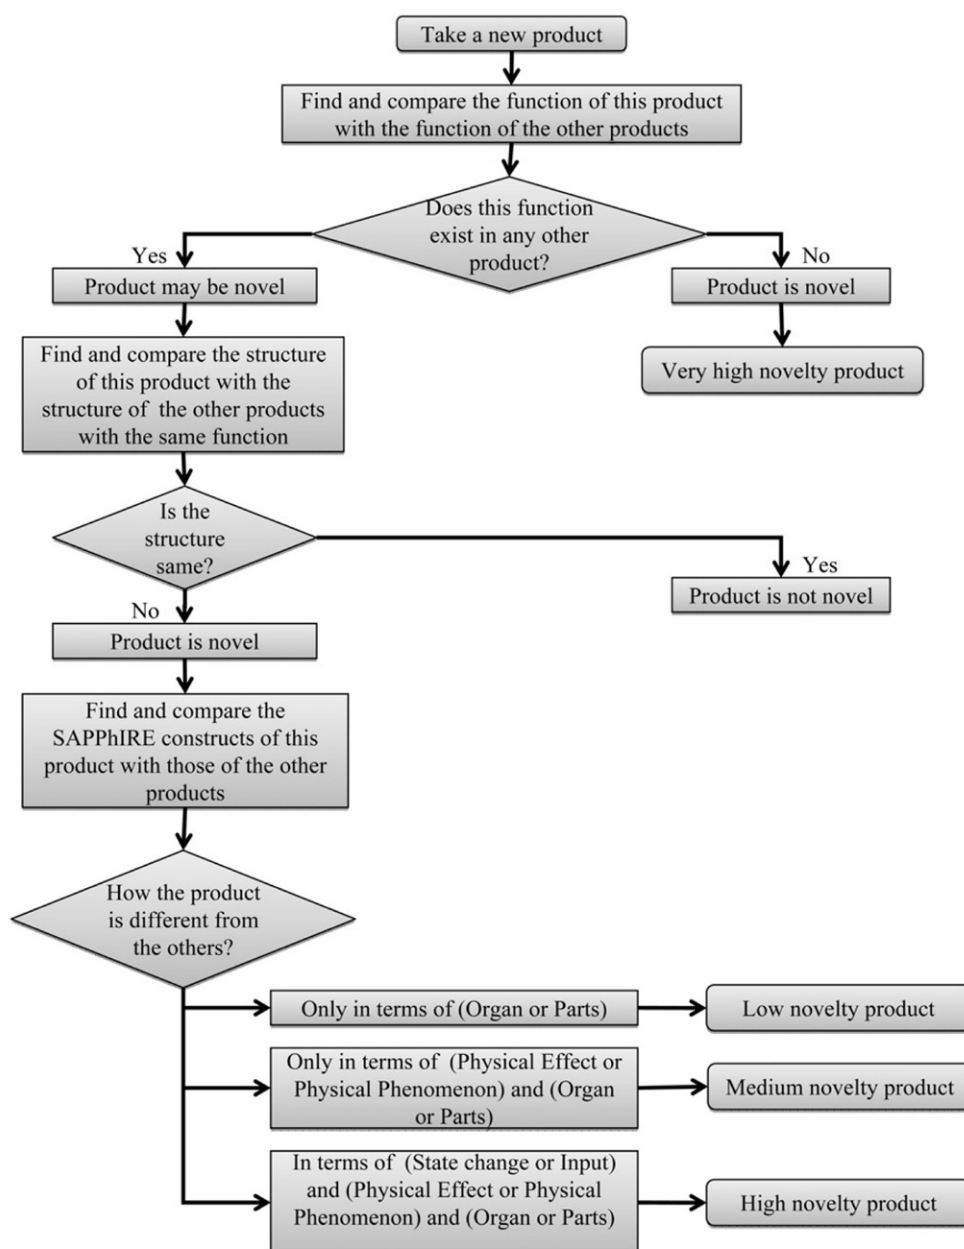 Take a new product
Find and compare the function of this product
with the function of the other products
Does this function
exist in any other
product?
Yes
No
Product may be novel
Product is novel
Find and compare the structure
of this product with the
structure of the other products
with the same function
Very high novelty product
Is the
structure
same?
Yes
Product is not novel
No
Product is novel
Find and compare the
SAPPhIRE constructs of this
product with those of the other
products
How the product
is different from
the others?
Only in terms of (Organ or Parts)
Low novelty product
Only in terms of (Physical Effect or
Physical Phenomenon) and (Organ
or Parts)
Medium novelty product
In terms of (State change or Input)
and (Physical Effect or Physical
Phenomenon) and (Organ or Parts)
High novelty product